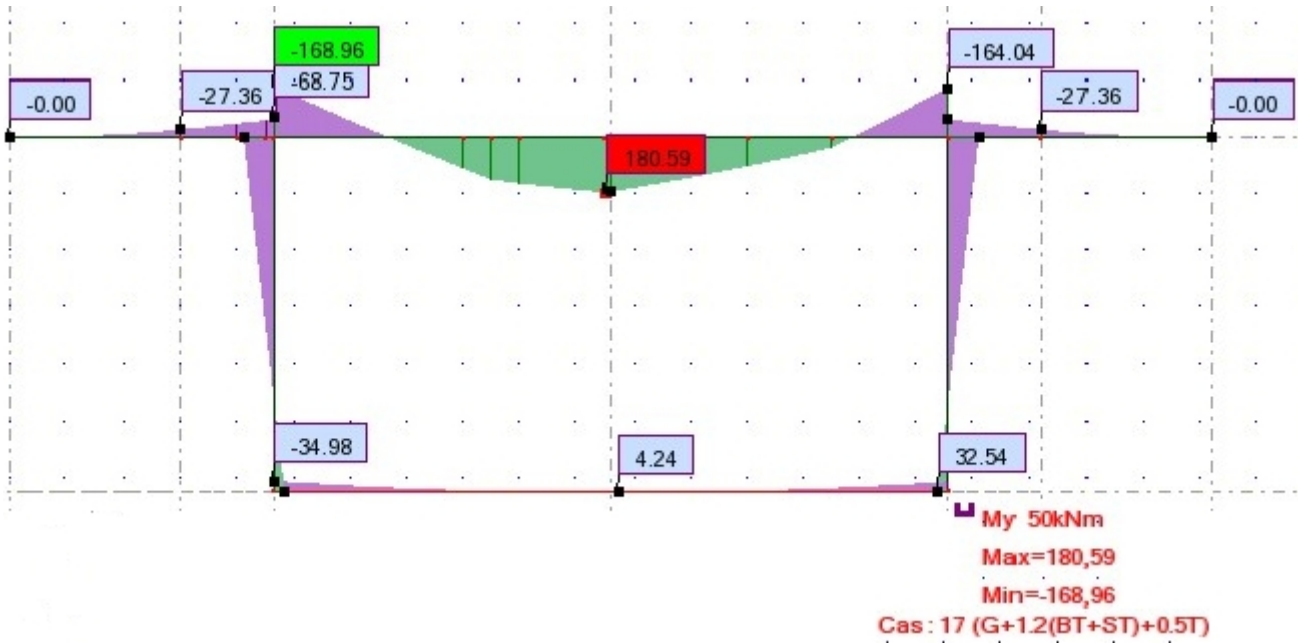 -168.96
-164.04
-0.00
-27.36
-68.75
-27.36
-0.00
180.59
-34.98
4.24
32.54
My 50kNm
Max=180,59
Min=-168,96
Cas : 17 (G+1.2(BT+ST)+0.5T)